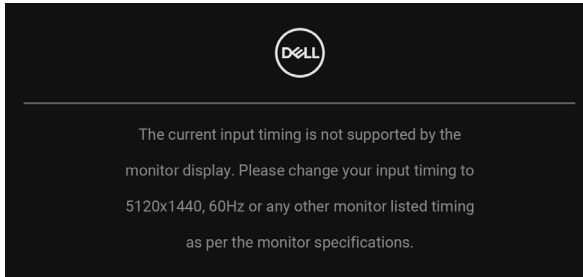 DELL
The current input timing is not supported by the
monitor display. Please change your input timing to
5120x1440, 60Hz or any other monitor listed timing
as per the monitor specifications.